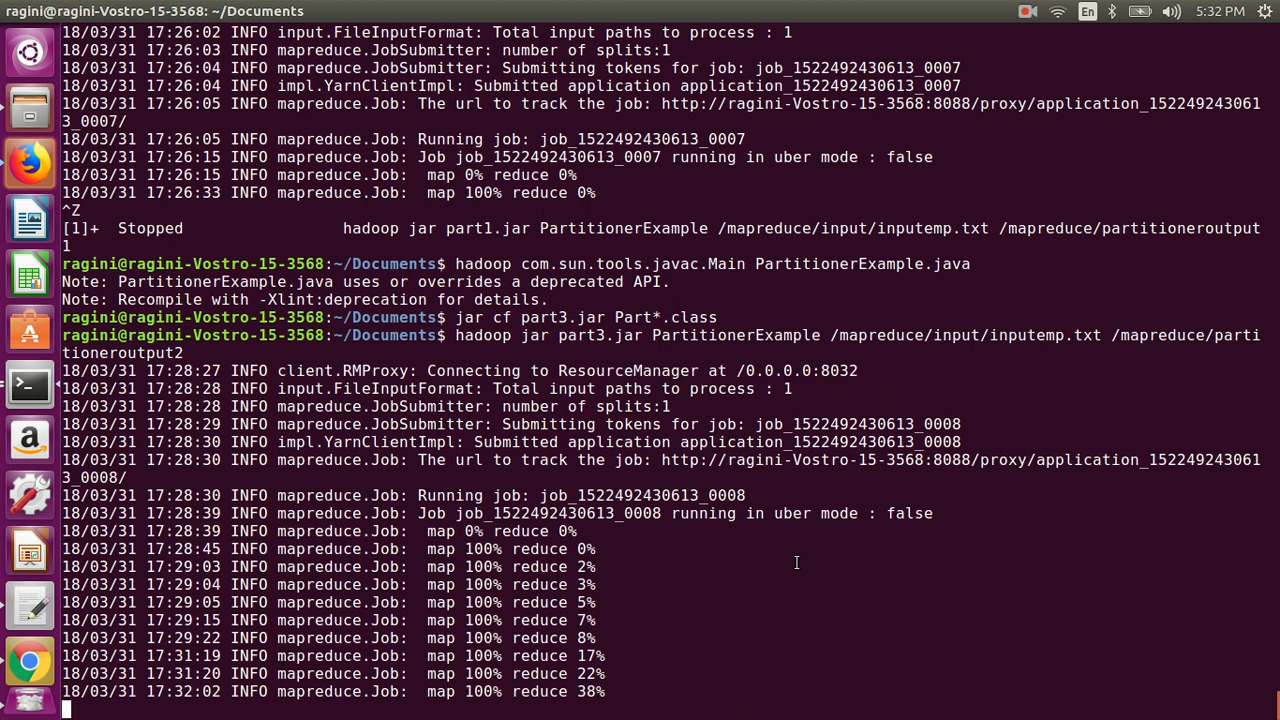 ragini@ragini-Vostro-15-3568: ~/Documents
En
5:32 PM
18/03/31 17:26:02 INFO input.FileInputFormat: Total input paths to process : 1
18/03/31 17:26:03 INFO mapreduce.JobSubmitter: number of splits:1
18/03/31 17:26:04 INFO mapreduce.JobSubmitter: Submitting tokens for job: job_1522492430613_0007
18/03/31 17:26:04 INFO impl.YarnClientImpl: Submitted application application_1522492430613_0007
18/03/31 17:26:05 INFO mapreduce.Job: The url to track the job: http://ragini-Vostro-15-3568:8088/proxy/application_152249243061
3_0007/
18/03/31 17:26:05 INFO mapreduce.Job: Running job: job_1522492430613_0007
18/03/31 17:26:15 INFO mapreduce.Job: Job job_1522492430613_0007 running in uber mode : false
18/03/31 17:26:15 INFO mapreduce.Job:  map 0% reduce 0%
18/03/31 17:26:33 INFO mapreduce.Job:  map 100% reduce 0%
^Z
[1]+  Stopped                 hadoop jar part1.jar PartitionerExample /mapreduce/input/inputemp.txt /mapreduce/partitioneroutput
1
ragini@ragini-Vostro-15-3568:~/Documents$ hadoop com.sun.tools.javac.Main PartitionerExample.java
Note: PartitionerExample.java uses or overrides a deprecated API.
Note: Recompile with -Xlint:deprecation for details.
ragini@ragini-Vostro-15-3568:~/Documents$ jar cf part3.jar Part*.class
ragini@ragini-Vostro-15-3568:~/Documents$ hadoop jar part3.jar PartitionerExample /mapreduce/input/inputemp.txt /mapreduce/parti
tioneroutput2
18/03/31 17:28:27 INFO client.RMProxy: Connecting to ResourceManager at /0.0.0.0:8032
18/03/31 17:28:28 INFO input.FileInputFormat: Total input paths to process : 1
18/03/31 17:28:28 INFO mapreduce.JobSubmitter: number of splits:1
18/03/31 17:28:29 INFO mapreduce.JobSubmitter: Submitting tokens for job: job_1522492430613_0008
18/03/31 17:28:30 INFO impl.YarnClientImpl: Submitted application application_1522492430613_0008
18/03/31 17:28:30 INFO mapreduce.Job: The url to track the job: http://ragini-Vostro-15-3568:8088/proxy/application_152249243061
3_0008/
18/03/31 17:28:30 INFO mapreduce.Job: Running job: job_1522492430613_0008
18/03/31 17:28:39 INFO mapreduce.Job: Job job_1522492430613_0008 running in uber mode : false
18/03/31 17:28:39 INFO mapreduce.Job:  map 0% reduce 0%
18/03/31 17:28:45 INFO mapreduce.Job:  map 100% reduce 0%
18/03/31 17:29:03 INFO mapreduce.Job:  map 100% reduce 2%
18/03/31 17:29:04 INFO mapreduce.Job:  map 100% reduce 3%
18/03/31 17:29:05 INFO mapreduce.Job:  map 100% reduce 5%
18/03/31 17:29:15 INFO mapreduce.Job:  map 100% reduce 7%
18/03/31 17:29:22 INFO mapreduce.Job:  map 100% reduce 8%
18/03/31 17:31:19 INFO mapreduce.Job:  map 100% reduce 17%
18/03/31 17:31:20 INFO mapreduce.Job:  map 100% reduce 22%
18/03/31 17:32:02 INFO mapreduce.Job:  map 100% reduce 38%